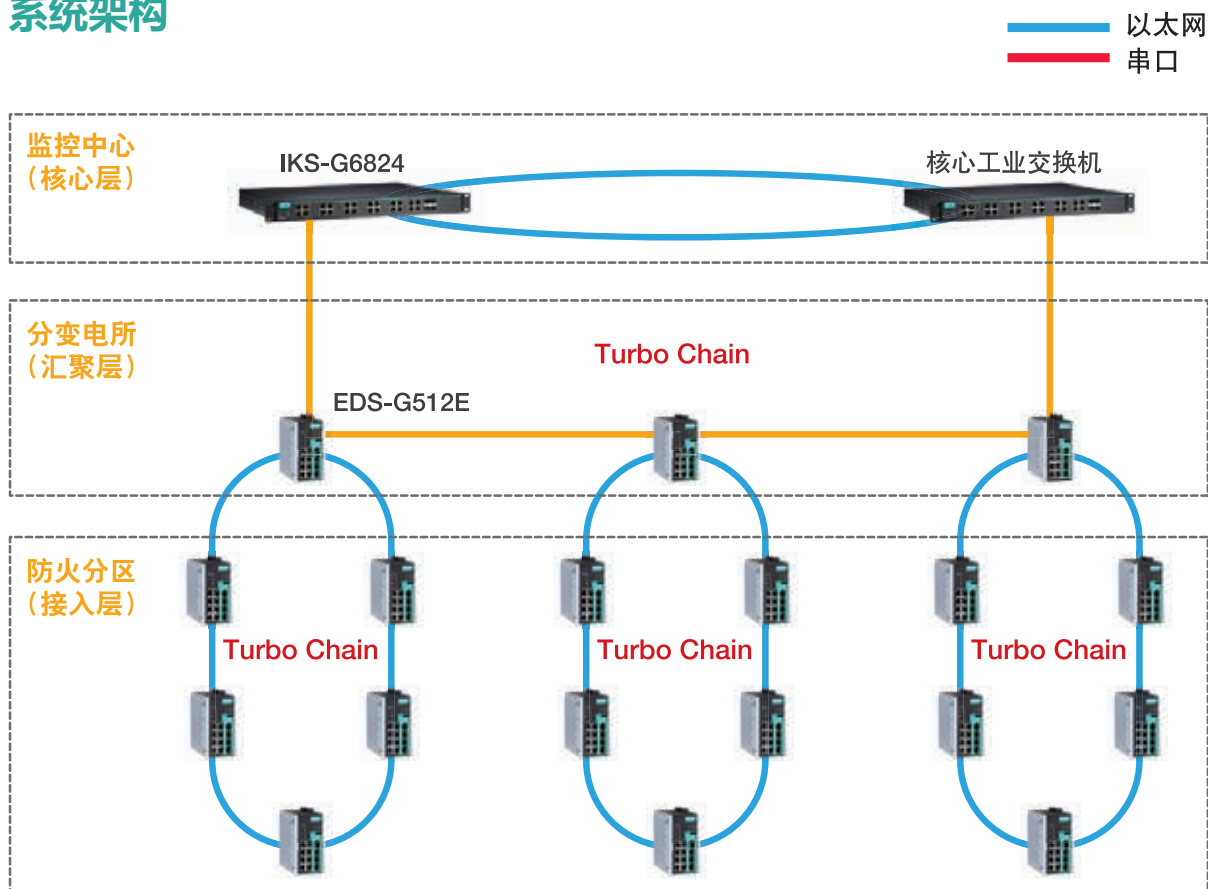 系统架构
以太网
串口
监控中心
（核心层）
IKS-G6824
核心工业交换机
分变电所
（汇聚层）
Turbo Chain
EDS-G512E
防火分区
（接入层）
Turbo Chain
Turbo Chain
Turbo Chain